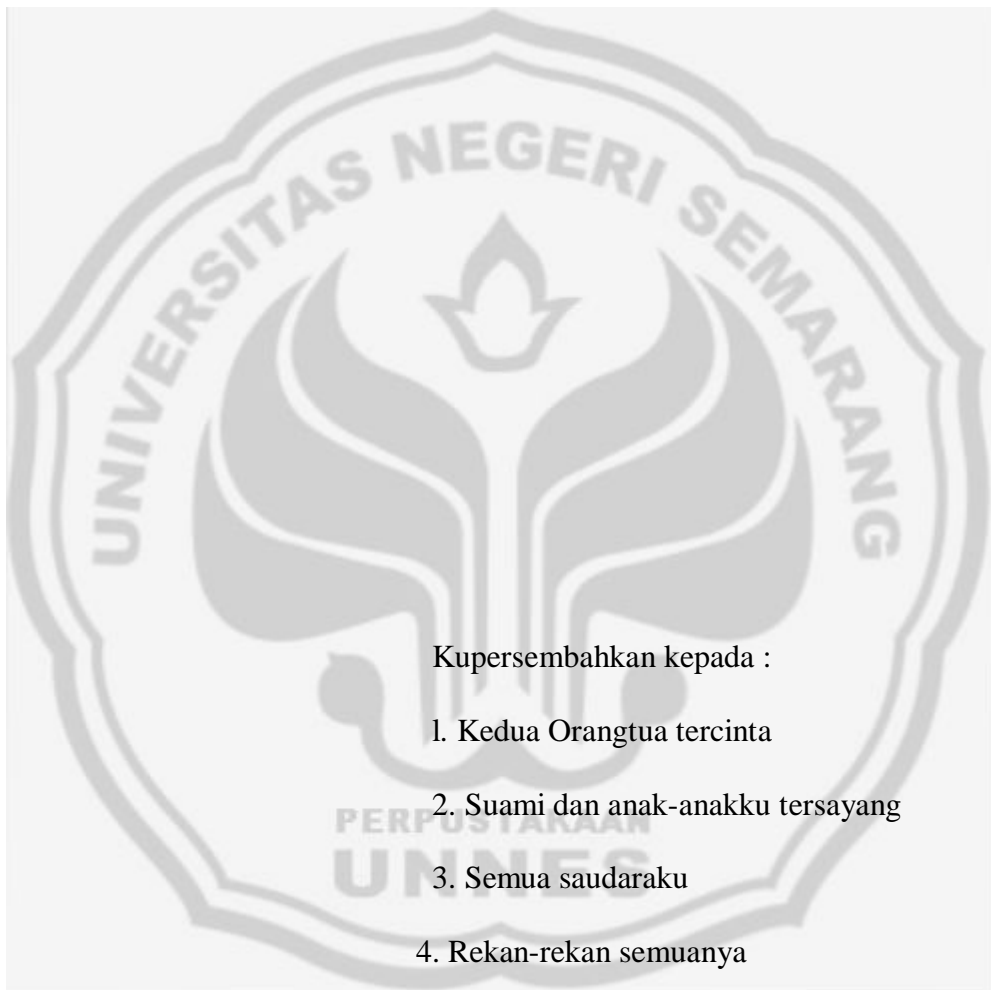 UNIVERSITAS NEGERI SEMARANG
Kupersembahkan kepada :
l. Kedua Orangtua tercinta
2. Suami dan anak-anakku tersayang
PERPUSTAKAAN
3. Semua saudaraku
UNNES
4. Rekan-rekan semuanya